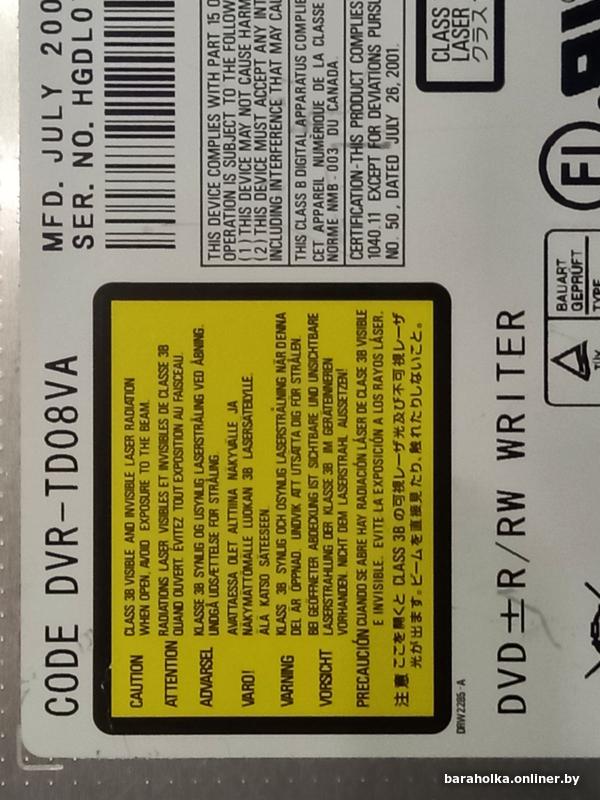 CODE DVR-TD08VA
MFD. JULY 200
SER. NO. HGDL0
CAUTION CLASS 3B VISIBLE AND INVISIBLE LASER RADIATION
WHEN OPEN, AVOID EXPOSURE TO THE BEAM.
ATTENTION RADIATIONS LASER VISIBLES ET INVISIBLES DE CLASSE 3B
QUAND OUVERT. ÉVITEZ TOUT EXPOSITION AU FAISCEAU.
ADVARSEL KLASSE 3B SYNLIG OG USYNLIG LASERSTRÅLING VED ÅBNING.
UNDGÅ UDSÆTTELSE FOR STRÅLING.
VARO! AVATTAESSA OLET ALTTIINA NÄKYVÄLLE JA
NÄKYMÄTTÖMÄLLE LUOKAN 3B LASERSÄTEILYLLE.
ÄLÄ KATSO SÄTEESEEN.
VARNING KLASS 3B SYNLIG OCH OSYNLIG LASERSTRÅLNING NÄR DENNA
DEL ÄR ÖPPNAD. UNDVIK ATT UTSÄTTA DIG FÖR STRÅLEN.
VORSICHT BEI GEÖFFNETER ABDECKUNG IST SICHTBARE UND UNSICHTBARE
LASERSTRAHLUNG DER KLASSE 3B IM GERÄTEINNEREN
VORHANDEN. NICHT DEM LASERSTRAHL AUSSETZEN!
PRECAUCIÓN CUANDO SE ABRE HAY RADIACIÓN LÁSER DE CLASE 3B VISIBLE
E INVISIBLE. EVITE LA EXPOSICIÓN A LOS RAYOS LÁSER.
注意 ここを開くと CLASS 3B の可視レーザ光及び不可視レーザ
光が出ます。ビームを直接見たり、触れたりしないこと。
DRW2285-A
THIS DEVICE COMPLIES WITH PART 15 O
OPERATION IS SUBJECT TO THE FOLLOW
(1) THIS DEVICE MAY NOT CAUSE HARM
(2) THIS DEVICE MUST ACCEPT ANY INT
INCLUDING INTERFERENCE THAT MAY CAU
THIS CLASS B DIGITAL APPARATUS COMPLIE
CET APPAREIL NUMÉRIQUE DE LA CLASSE
NORME NMB-003 DU CANADA.
CERTIFICATION-THIS PRODUCT COMPLIES
1040.11 EXCEPT FOR DEVIATIONS PURSU
NO. 50, DATED JULY 26, 2001.
CLASS
LASER
クラス
DVD±R/RW WRITER
BAUART
GEPRÜFT
TYPE
TÜV
FI
baraholka.onliner.by